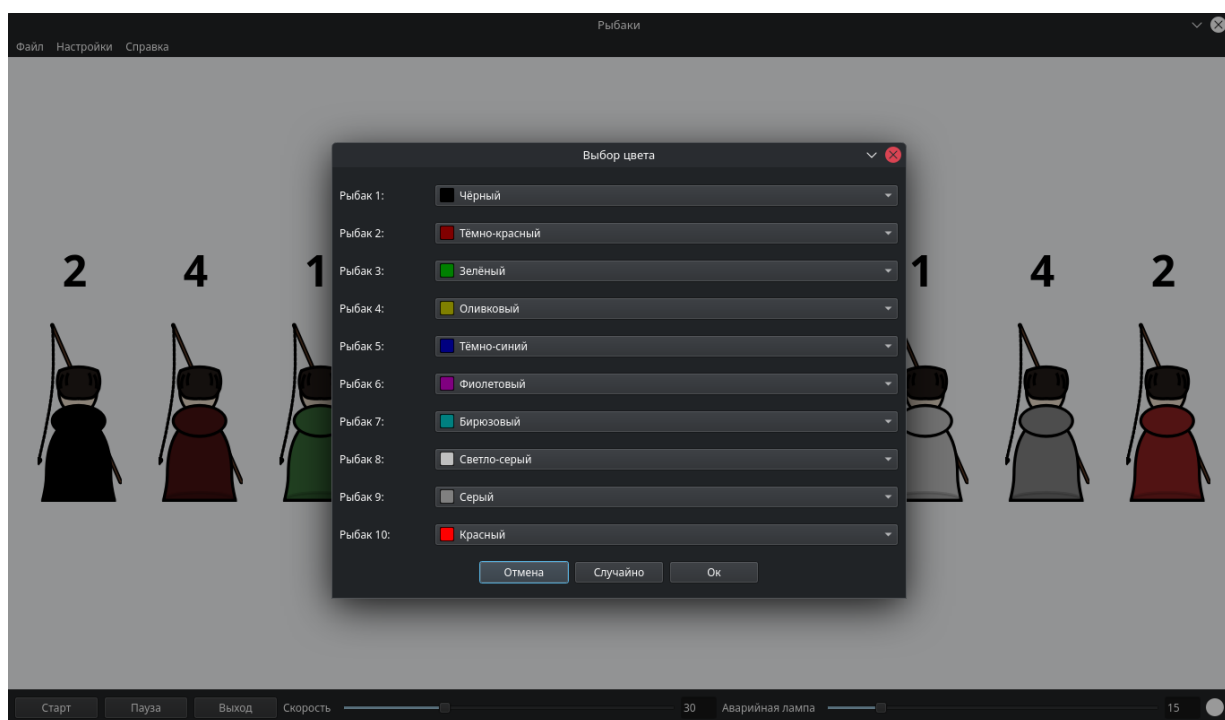 Рыбаки
Файл Настройки Справка
Выбор цвета
Рыбак 1: Чёрный
Рыбак 2: Тёмно-красный
2 4 1 Рыбак 3: Зелёный 1 4 2
Рыбак 4: Оливковый
Рыбак 5: Тёмно-синий
Рыбак 6: Фиолетовый
Рыбак 7: Бирюзовый
Рыбак 8: Светло-серый
Рыбак 9: Серый
Рыбак 10: Красный
Отмена Случайно Ок
Старт Пауза Выход Скорость 30 Аварийная лампа 15